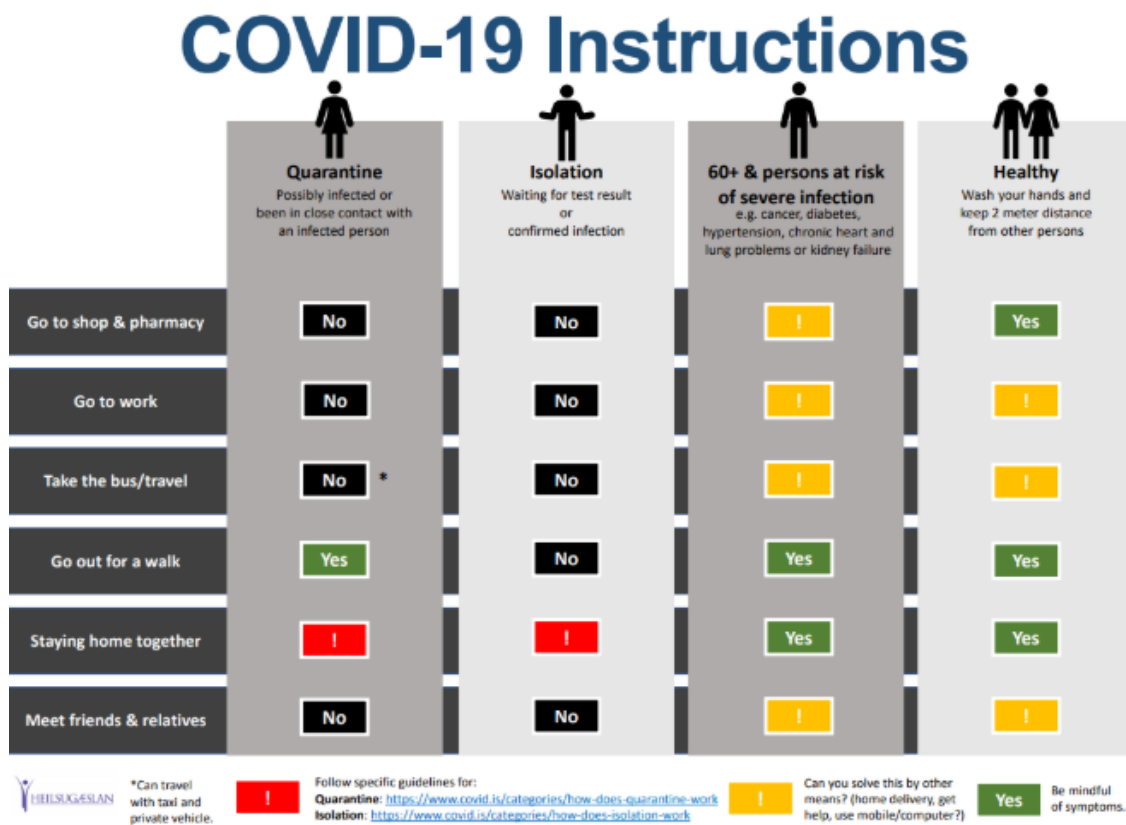 COVID-19 Instructions
Quarantine
Possibly infected or
been in close contact with
an infected person
Isolation
Waiting for test result
or
confirmed infection
60+ & persons at risk
of severe infection
e.g. cancer, diabetes,
hypertension, chronic heart and
lung problems or kidney failure
Healthy
Wash your hands and
keep 2 meter distance
from other persons
Go to shop & pharmacy No No ! Yes
Go to work No No ! !
Take the bus/travel No * No ! !
Go out for a walk Yes No Yes Yes
Staying home together ! ! Yes Yes
Meet friends & relatives No No ! !
HEILSUGÆSLAN
*Can travel
with taxi and
private vehicle.
!
Follow specific guidelines for:
Quarantine: https://www.covid.is/categories/how-does-quarantine-work
Isolation: https://www.covid.is/categories/how-does-isolation-work
!
Can you solve this by other
means? (home delivery, get
help, use mobile/computer?)
Yes
Be mindful
of symptoms.